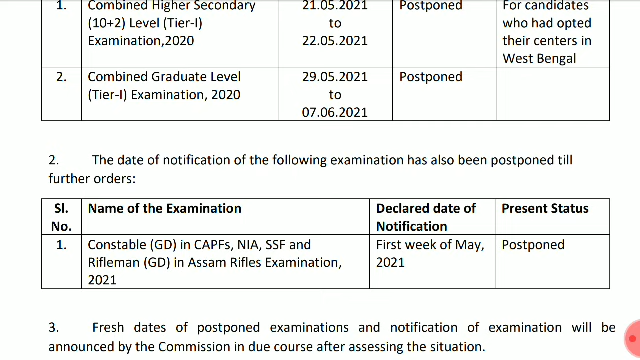 1. Combined Higher Secondary 21.05.2021 Postponed For candidates
(10+2) Level (Tier-I) to who had opted
Examination,2020 22.05.2021 their centers in
West Bengal
2. Combined Graduate Level 29.05.2021 Postponed
(Tier-I) Examination, 2020 to
07.06.2021
2. The date of notification of the following examination has also been postponed till
further orders:
Sl. Name of the Examination Declared date of Present Status
No. Notification
1. Constable (GD) in CAPFs, NIA, SSF and First week of May, Postponed
Rifleman (GD) in Assam Rifles Examination, 2021
2021
3. Fresh dates of postponed examinations and notification of examination will be
announced by the Commission in due course after assessing the situation.